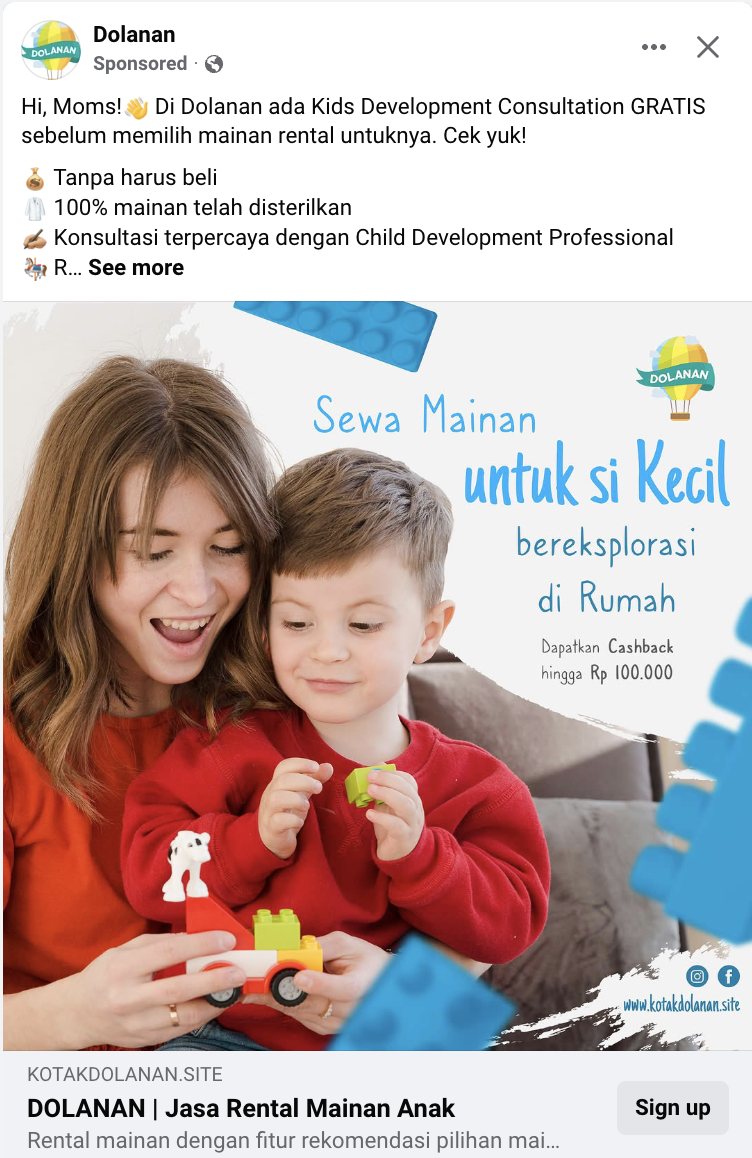 Dolanan
Sponsored ·
Hi, Moms!👋 Di Dolanan ada Kids Development Consultation GRATIS
sebelum memilih mainan rental untuknya. Cek yuk!
💰 Tanpa harus beli
🥼 100% mainan telah disterilkan
✍🏽 Konsultasi terpercaya dengan Child Development Professional
🎠 R... See more
DOLANAN
DOLANAN
Sewa Mainan
untuk si Kecil
bereksplorasi
di Rumah
Dapatkan Cashback
hingga Rp 100.000
www.kotakdolanan.site
KOTAKDOLANAN.SITE
DOLANAN | Jasa Rental Mainan Anak
Sign up
Rental mainan dengan fitur rekomendasi pilihan mai...